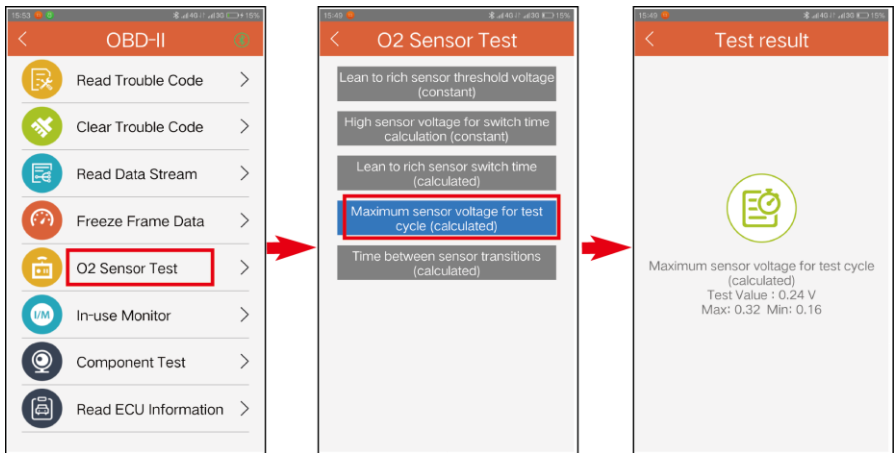 15:53
15%
OBD-II
Read Trouble Code
Clear Trouble Code
Read Data Stream
Freeze Frame Data
O2 Sensor Test
I/M
In-use Monitor
Component Test
Read ECU Information
15:49
15%
O2 Sensor Test
Lean to rich sensor threshold voltage
(constant)
High sensor voltage for switch time
calculation (constant)
Lean to rich sensor switch time
(calculated)
Maximum sensor voltage for test
cycle (calculated)
Time between sensor transitions
(calculated)
15:49
15%
Test result
Maximum sensor voltage for test cycle
(calculated)
Test Value : 0.24 V
Max: 0.32 Min: 0.16